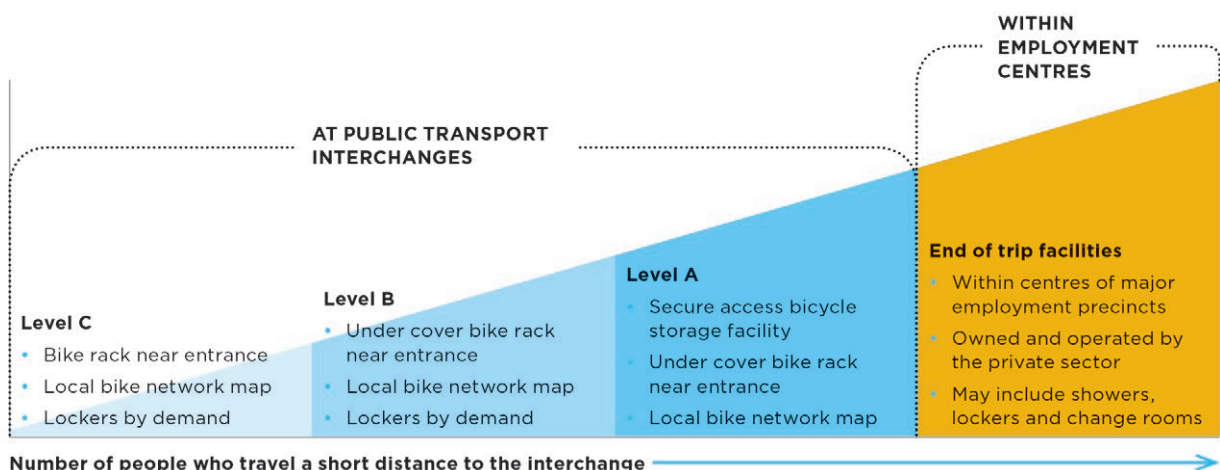 WITHIN
EMPLOYMENT
CENTRES
AT PUBLIC TRANSPORT
INTERCHANGES
Level C
• Bike rack near entrance
• Local bike network map
• Lockers by demand
Level B
• Under cover bike rack
near entrance
• Local bike network map
• Lockers by demand
Level A
• Secure access bicycle
storage facility
• Under cover bike rack
near entrance
• Local bike network map
End of trip facilities
• Within centres of major
employment precincts
• Owned and operated by
the private sector
• May include showers,
lockers and change rooms
Number of people who travel a short distance to the interchange